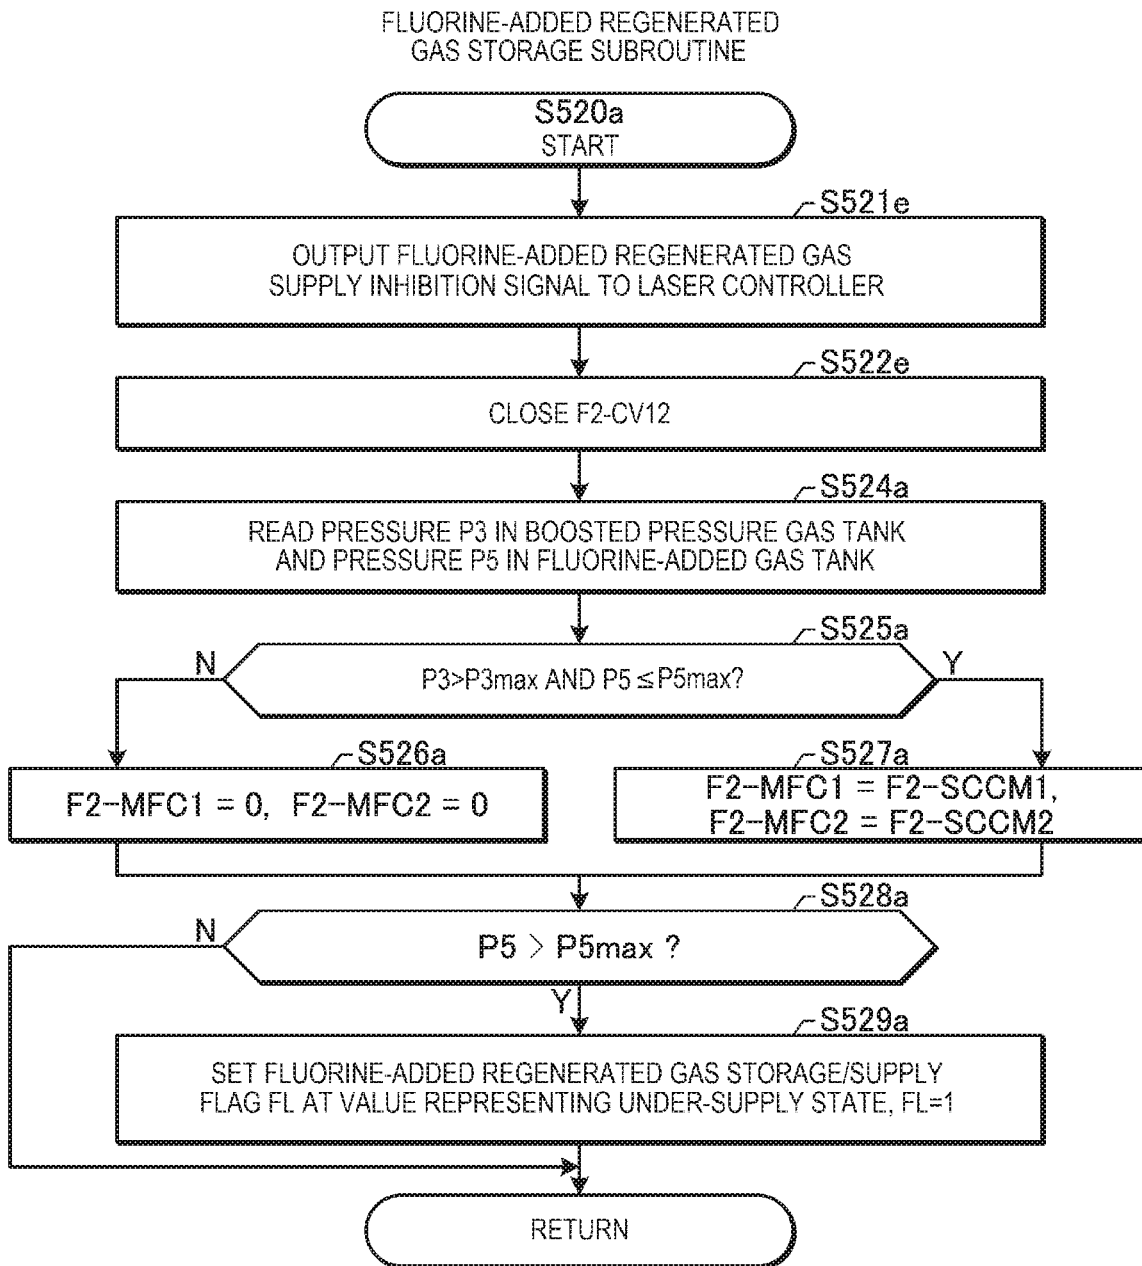 FLUORINE-ADDED REGENERATED
GAS STORAGE SUBROUTINE
S520a
START
S521e
OUTPUT FLUORINE-ADDED REGENERATED GAS
SUPPLY INHIBITION SIGNAL TO LASER CONTROLLER
S522e
CLOSE F2-CV12
S524a
READ PRESSURE P3 IN BOOSTED PRESSURE GAS TANK
AND PRESSURE P5 IN FLUORINE-ADDED GAS TANK
S525a
N
P3>P3max AND P5 ≤P5max?
Y
S526a
F2-MFC1 = 0, F2-MFC2 = 0
S527a
F2-MFC1 = F2-SCCM1,
F2-MFC2 = F2-SCCM2
S528a
N
P5 > P5max ?
Y
S529a
SET FLUORINE-ADDED REGENERATED GAS STORAGE/SUPPLY
FLAG FL AT VALUE REPRESENTING UNDER-SUPPLY STATE, FL=1
RETURN